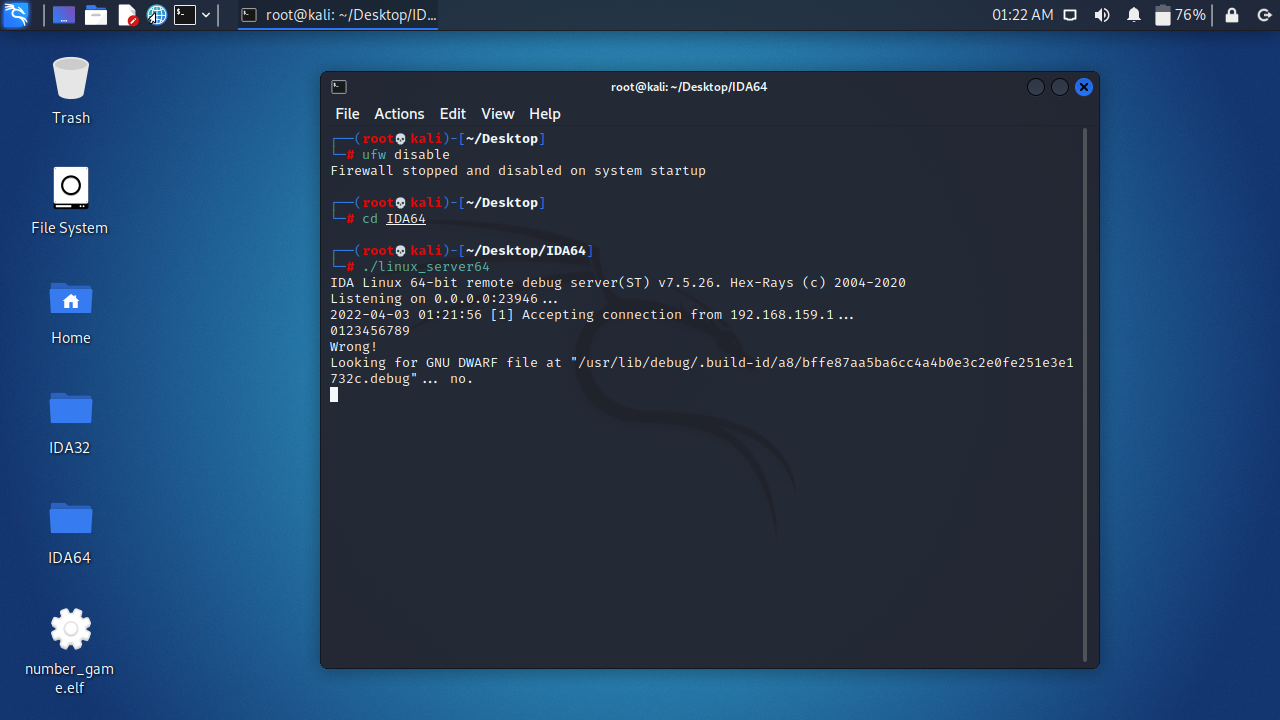 root@kali: ~/Desktop/ID...
01:22 AM
76%
Trash
File System
Home
IDA32
IDA64
number_gam
e.elf
root@kali: ~/Desktop/IDA64
File Actions Edit View Help
┌──(root💀kali)-[~/Desktop]
└─# ufw disable
Firewall stopped and disabled on system startup
┌──(root💀kali)-[~/Desktop]
└─# cd IDA64
┌──(root💀kali)-[~/Desktop/IDA64]
└─# ./linux_server64
IDA Linux 64-bit remote debug server(ST) v7.5.26. Hex-Rays (c) 2004-2020
Listening on 0.0.0.0:23946...
2022-04-03 01:21:56 [1] Accepting connection from 192.168.159.1...
0123456789
Wrong!
Looking for GNU DWARF file at "/usr/lib/debug/.build-id/a8/bffe87aa5ba6cc4a4b0e3c2e0fe251e3e1
732c.debug"... no.